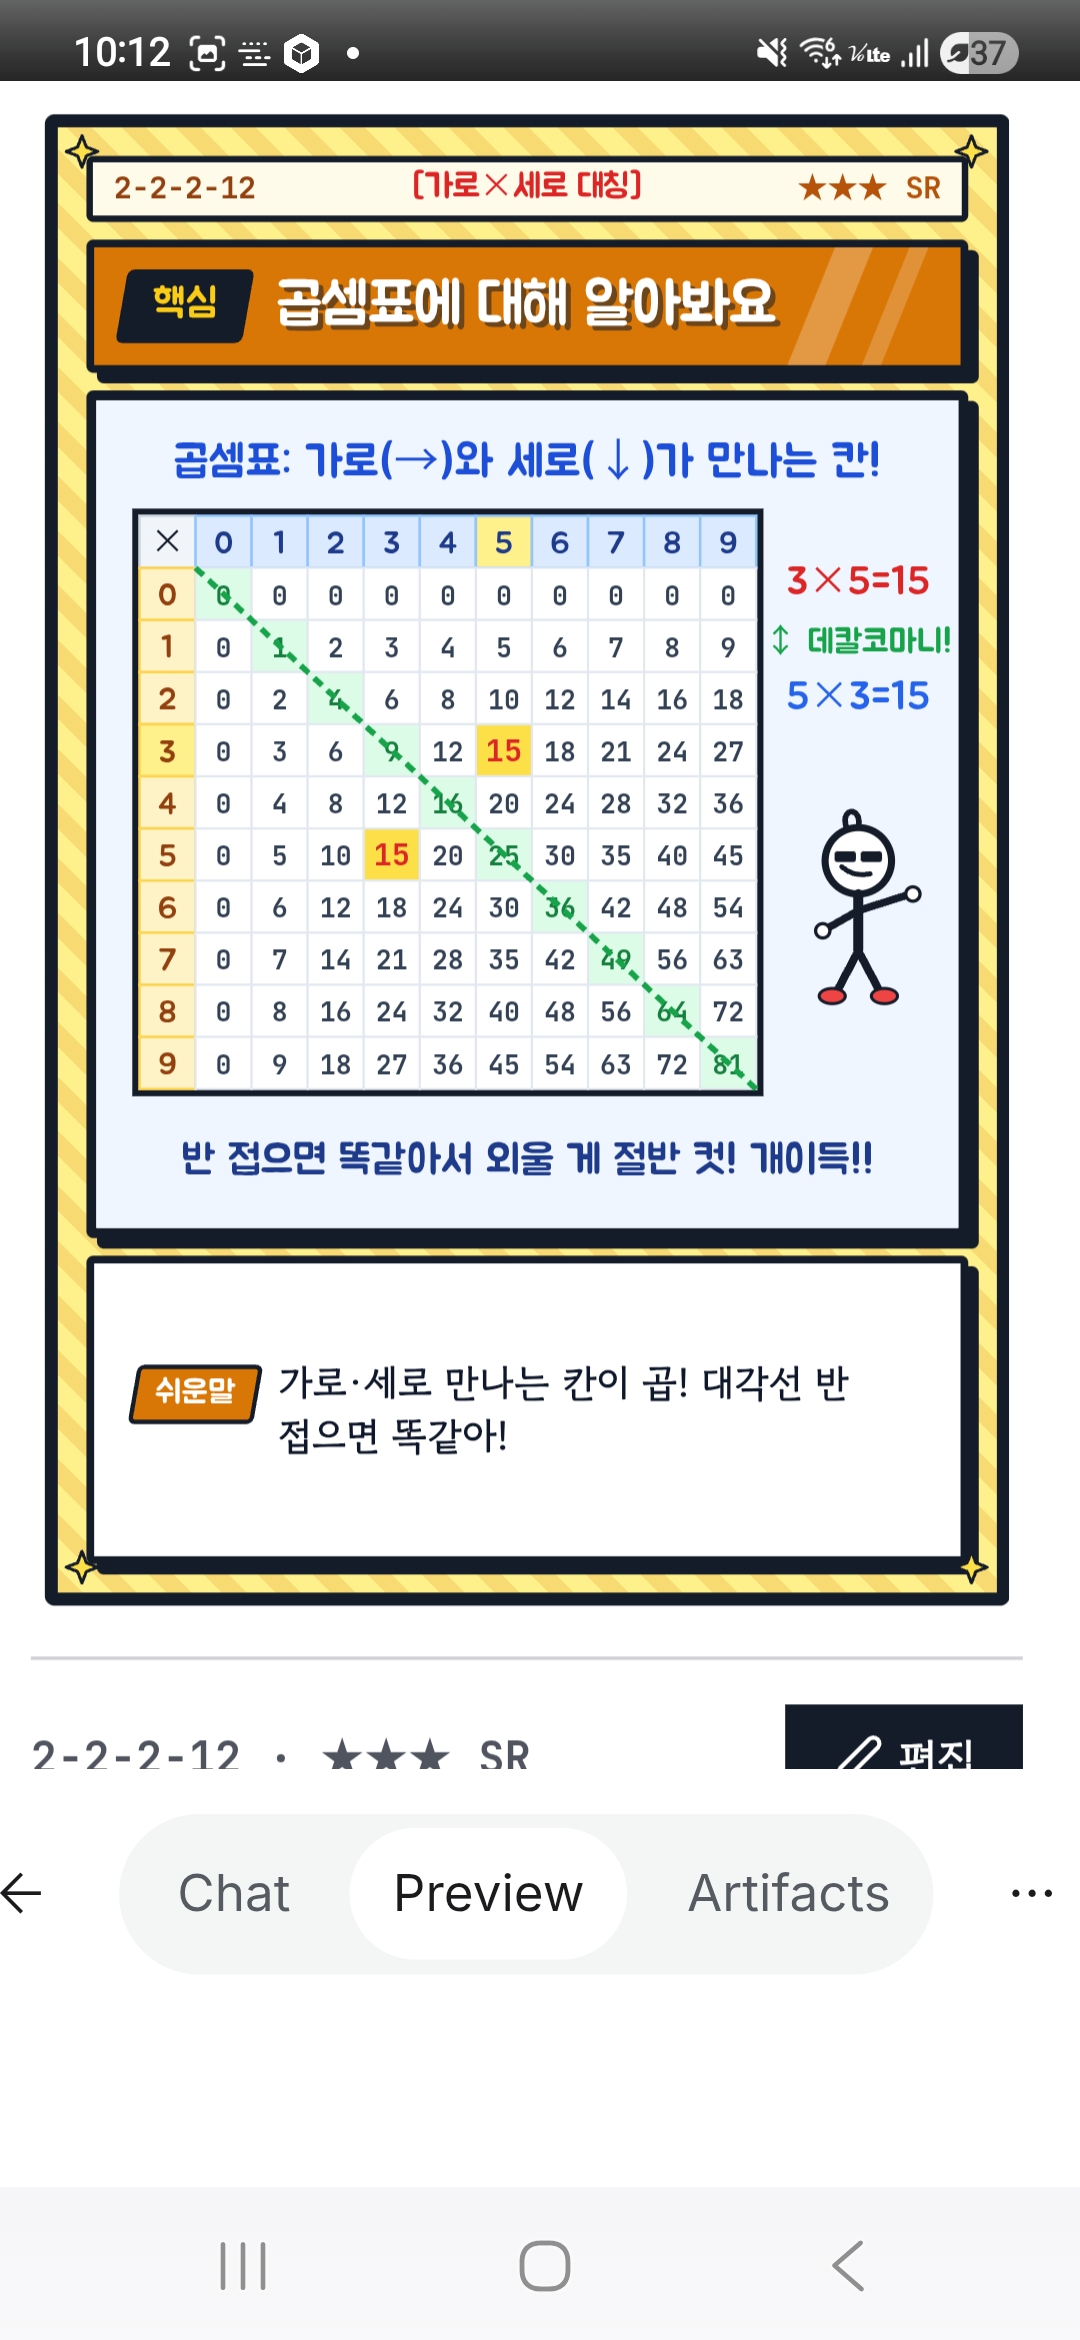 10:12
6
VoLTE
37
2-2-2-12 [가로×세로 대칭] ★★★ SR
핵심 곱셈표에 대해 알아봐요
곱셈표: 가로(→)와 세로(↓)가 만나는 칸!
× 0 1 2 3 4 5 6 7 8 9
0 0 0 0 0 0 0 0 0 0 0
1 0 1 2 3 4 5 6 7 8 9
2 0 2 4 6 8 10 12 14 16 18
3 0 3 6 9 12 15 18 21 24 27
4 0 4 8 12 16 20 24 28 32 36
5 0 5 10 15 20 25 30 35 40 45
6 0 6 12 18 24 30 36 42 48 54
7 0 7 14 21 28 35 42 49 56 63
8 0 8 16 24 32 40 48 56 64 72
9 0 9 18 27 36 45 54 63 72 81
3×5=15
↕ 데칼코마니!
5×3=15
반 접으면 똑같아서 외울 게 절반 컷! 개이득!!
쉬운말
가로·세로 만나는 칸이 곱! 대각선 반
접으면 똑같아!
2-2-2-12 · ★★★ SR
편집
Chat Preview Artifacts